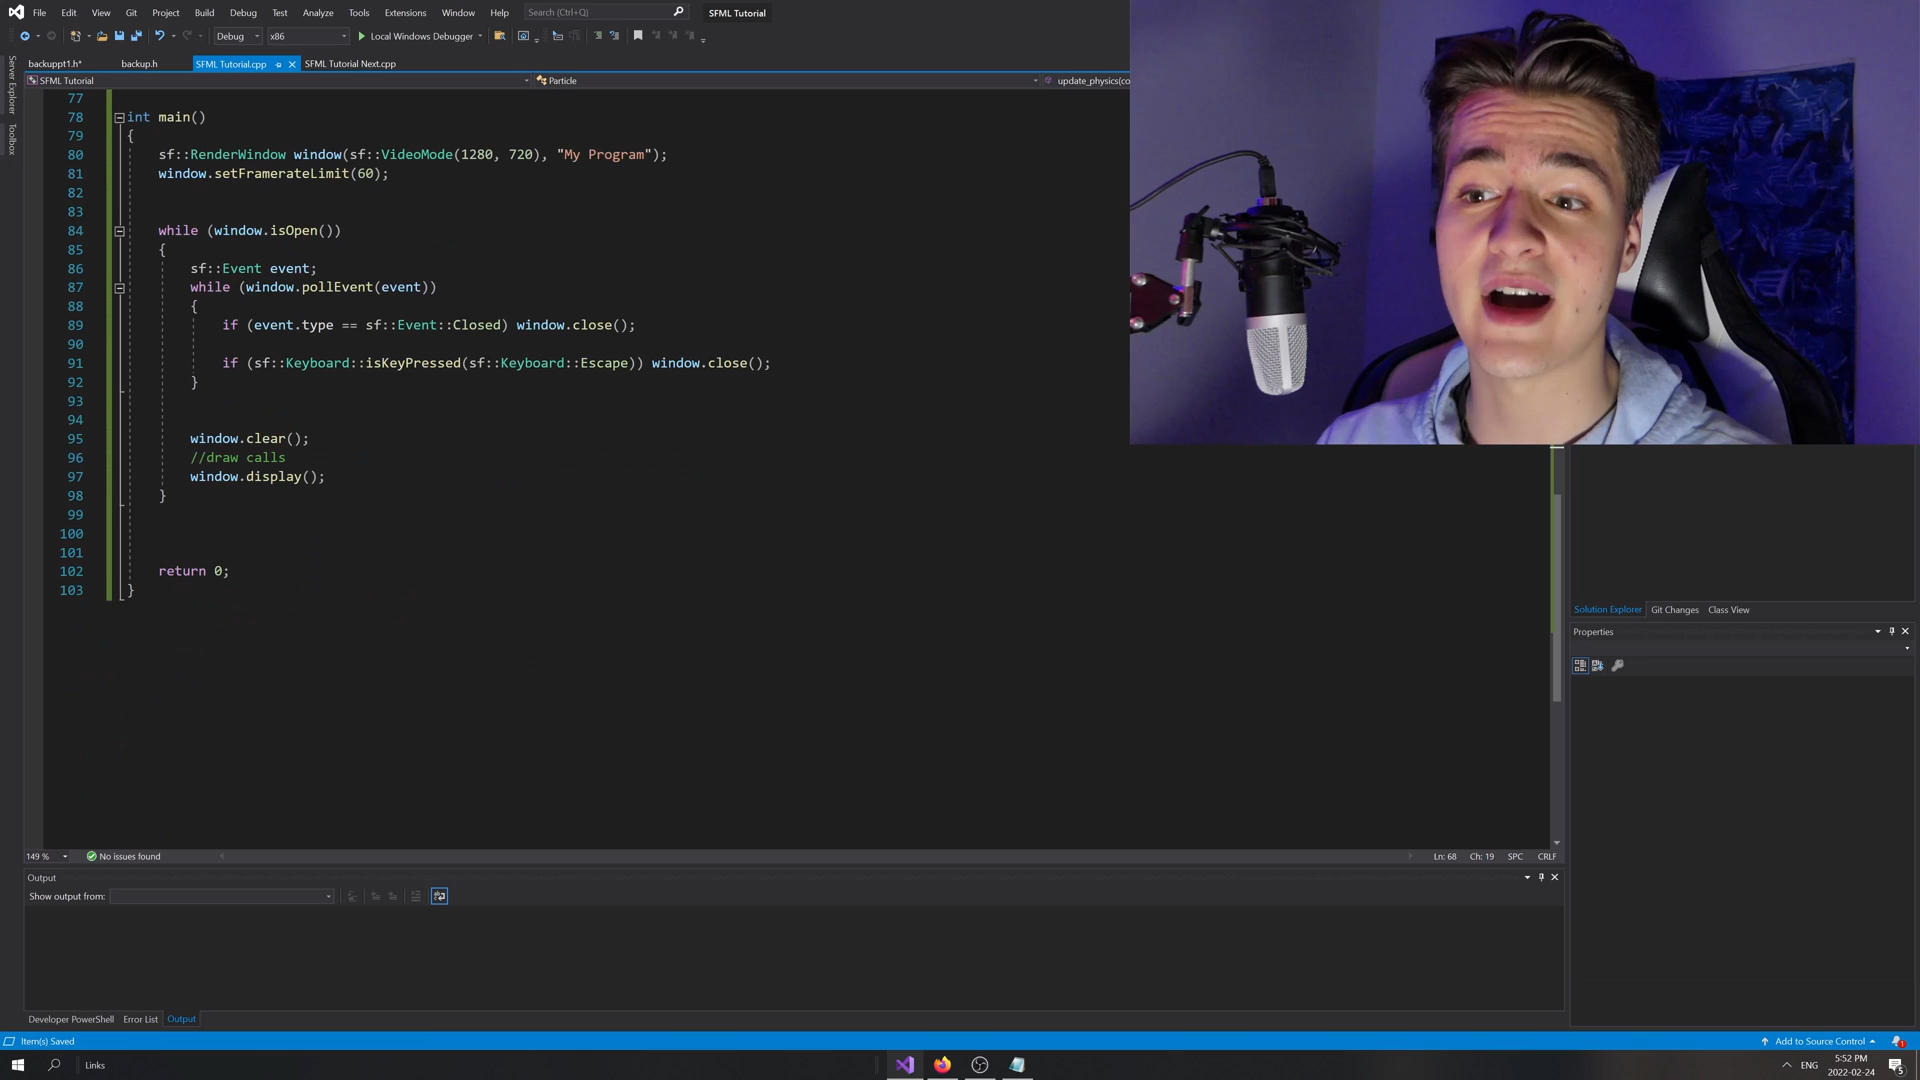 File Edit View Git Project Build Debug Test Analyze Tools Extensions Window Help Search (Ctrl+Q) SFML Tutorial
Debug x86 Local Windows Debugger
backuppt1.h* backup.h SFML Tutorial.cpp SFML Tutorial Next.cpp
SFML Tutorial Particle update_physics(co
Server Explorer
Toolbox
77
78 int main()
79 {
80 sf::RenderWindow window(sf::VideoMode(1280, 720), "My Program");
81 window.setFramerateLimit(60);
82
83
84 while (window.isOpen())
85 {
86 sf::Event event;
87 while (window.pollEvent(event))
88 {
89 if (event.type == sf::Event::Closed) window.close();
90
91 if (sf::Keyboard::isKeyPressed(sf::Keyboard::Escape)) window.close();
92 }
93
94
95 window.clear();
96 //draw calls
97 window.display();
98 }
99
100
101
102 return 0;
103 }
Solution Explorer Git Changes Class View
Properties
149 % No issues found Ln: 68 Ch: 19 SPC CRLF
Output
Show output from:
Developer PowerShell Error List Output
Item(s) Saved Add to Source Control 1
Links ENG 5:52 PM
2022-02-24 5